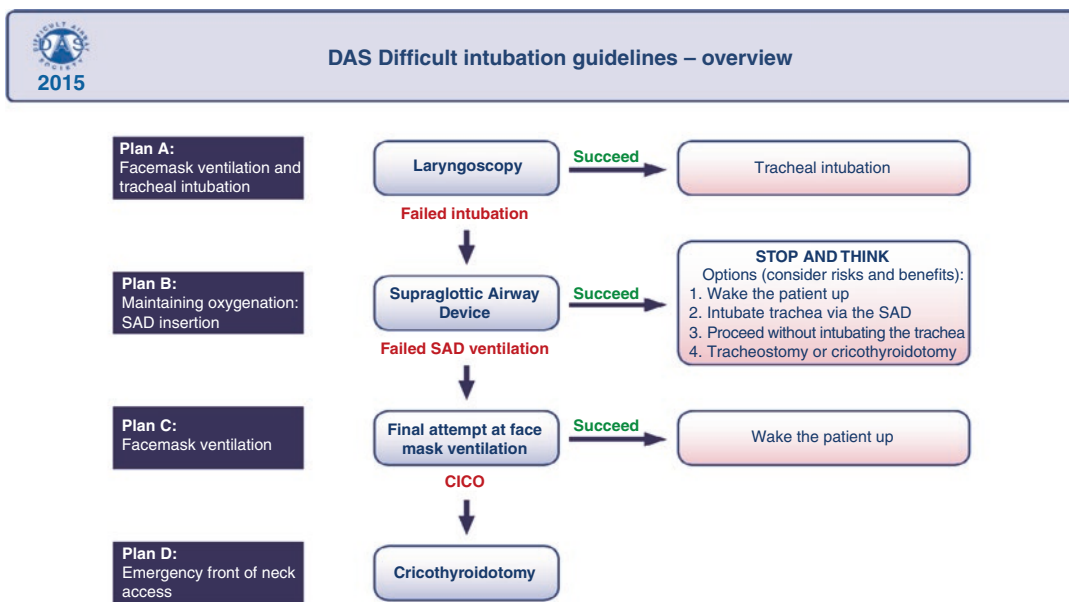 DIFFICULT AIRWAY SOCIETY
DAS
2015
DAS Difficult intubation guidelines – overview
Plan A:
Facemask ventilation and
tracheal intubation
Laryngoscopy
Succeed
Tracheal intubation
Failed intubation
Plan B:
Maintaining oxygenation:
SAD insertion
Supraglottic Airway
Device
Succeed
STOP AND THINK
Options (consider risks and benefits):
1. Wake the patient up
2. Intubate trachea via the SAD
3. Proceed without intubating the trachea
4. Tracheostomy or cricothyroidotomy
Failed SAD ventilation
Plan C:
Facemask ventilation
Final attempt at face
mask ventilation
Succeed
Wake the patient up
CICO
Plan D:
Emergency front of neck
access
Cricothyroidotomy